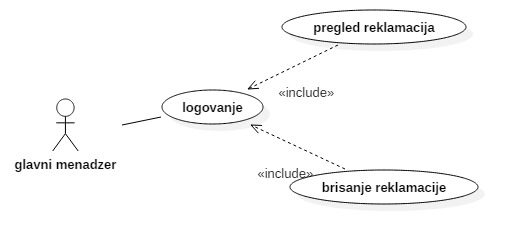 pregled reklamacija
«include»
logovanje
glavni menadzer
«include»
brisanje reklamacije